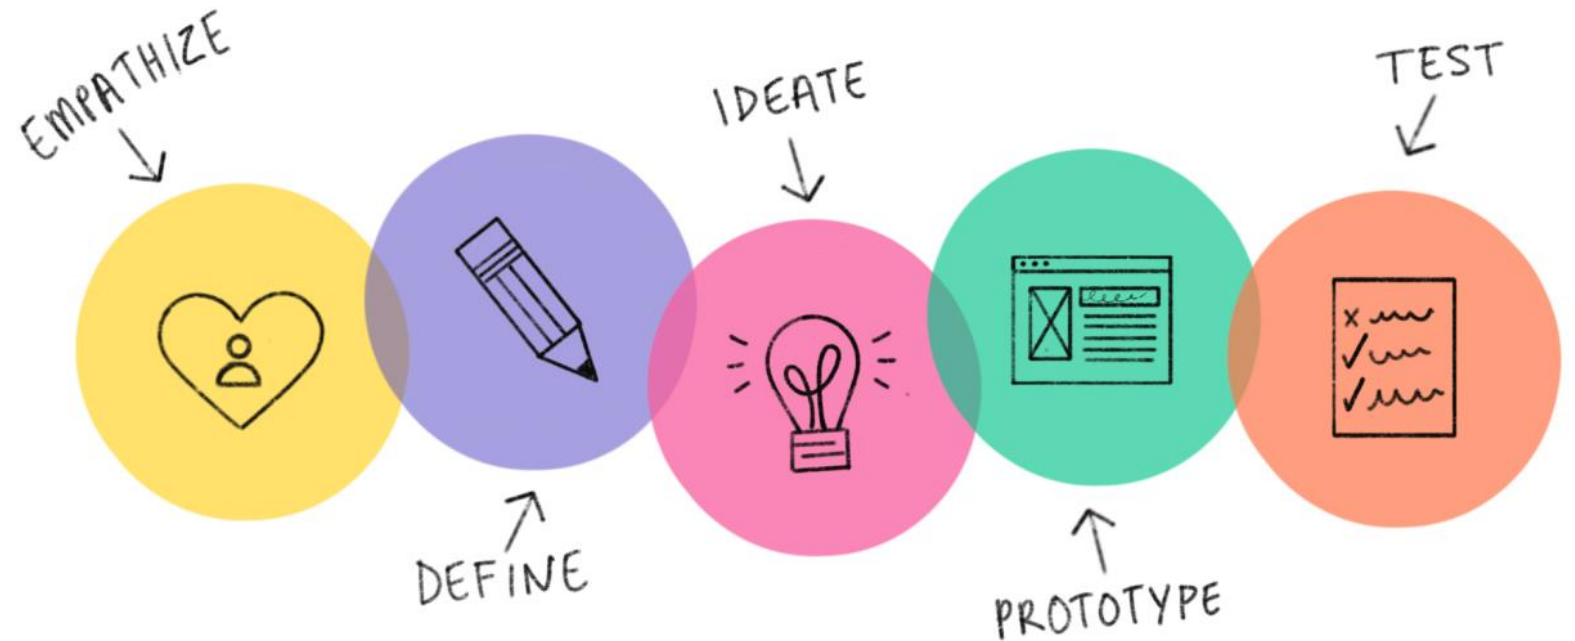 EMPATHIZE
DEFINE
IDEATE
PROTOTYPE
TEST